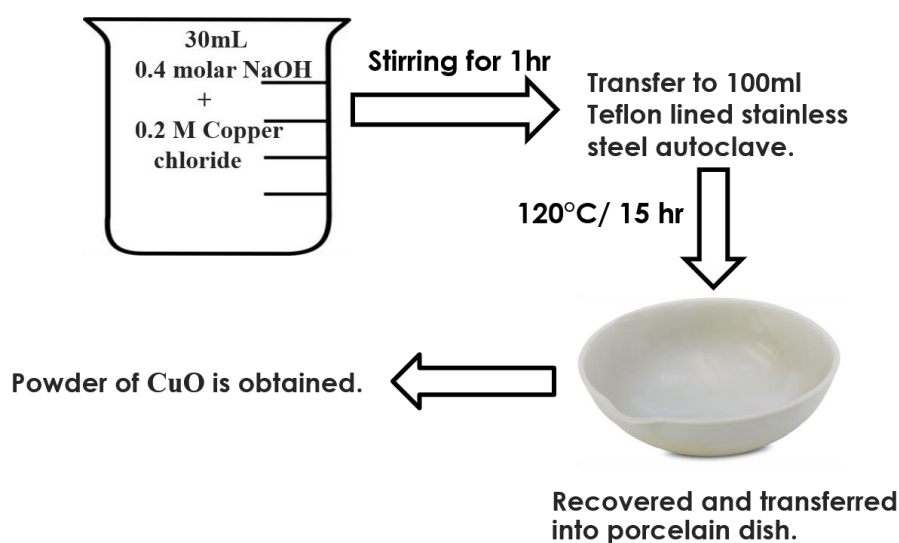 30mL
0.4 molar NaOH
+
0.2 M Copper
chloride
Stirring for 1hr
Transfer to 100ml
Teflon lined stainless
steel autoclave.
120°C/ 15 hr
Recovered and transferred
into porcelain dish.
Powder of CuO is obtained.